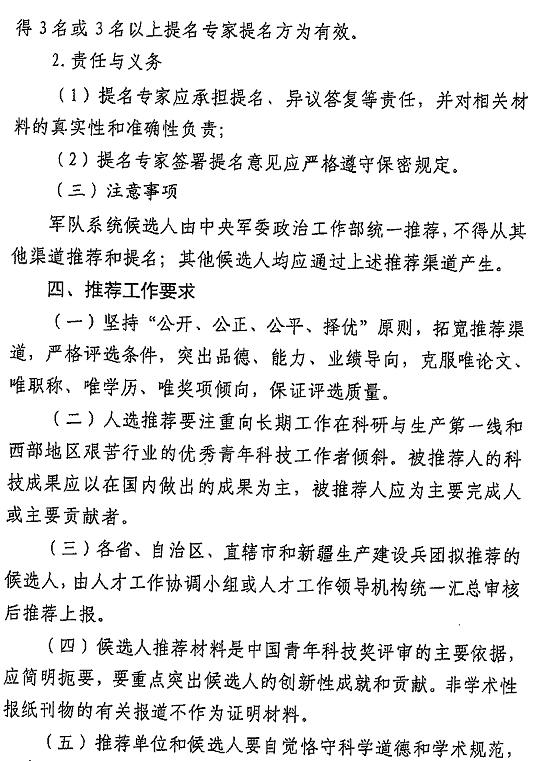 得3名或3名以上提名专家提名方为有效。
2.责任与义务
（1）提名专家应承担提名、异议答复等责任，并对相关材
料的真实性和准确性负责；
（2）提名专家签署提名意见应严格遵守保密规定。
（三）注意事项
军队系统候选人由中央军委政治工作部统一推荐，不得从其
他渠道推荐和提名；其他候选人均应通过上述推荐渠道产生。
四、推荐工作要求
（一）坚持“公开、公正、公平、择优”原则，拓宽推荐渠
道，严格评选条件，突出品德、能力、业绩导向，克服唯论文、
唯职称、唯学历、唯奖项倾向，保证评选质量。
（二）人选推荐要注重向长期工作在科研与生产第一线和
西部地区艰苦行业的优秀青年科技工作者倾斜。被推荐人的科
技成果应以在国内做出的成果为主，被推荐人应为主要完成人
或主要贡献者。
（三）各省、自治区、直辖市和新疆生产建设兵团拟推荐的
候选人，由人才工作协调小组或人才工作领导机构统一汇总审核
后推荐上报。
（四）候选人推荐材料是中国青年科技奖评审的主要依据，
应简明扼要，要重点突出候选人的创新性成就和贡献。非学术性
报纸刊物的有关报道不作为证明材料。
（五）推荐单位和候选人要自觉恪守科学道德和学术规范，